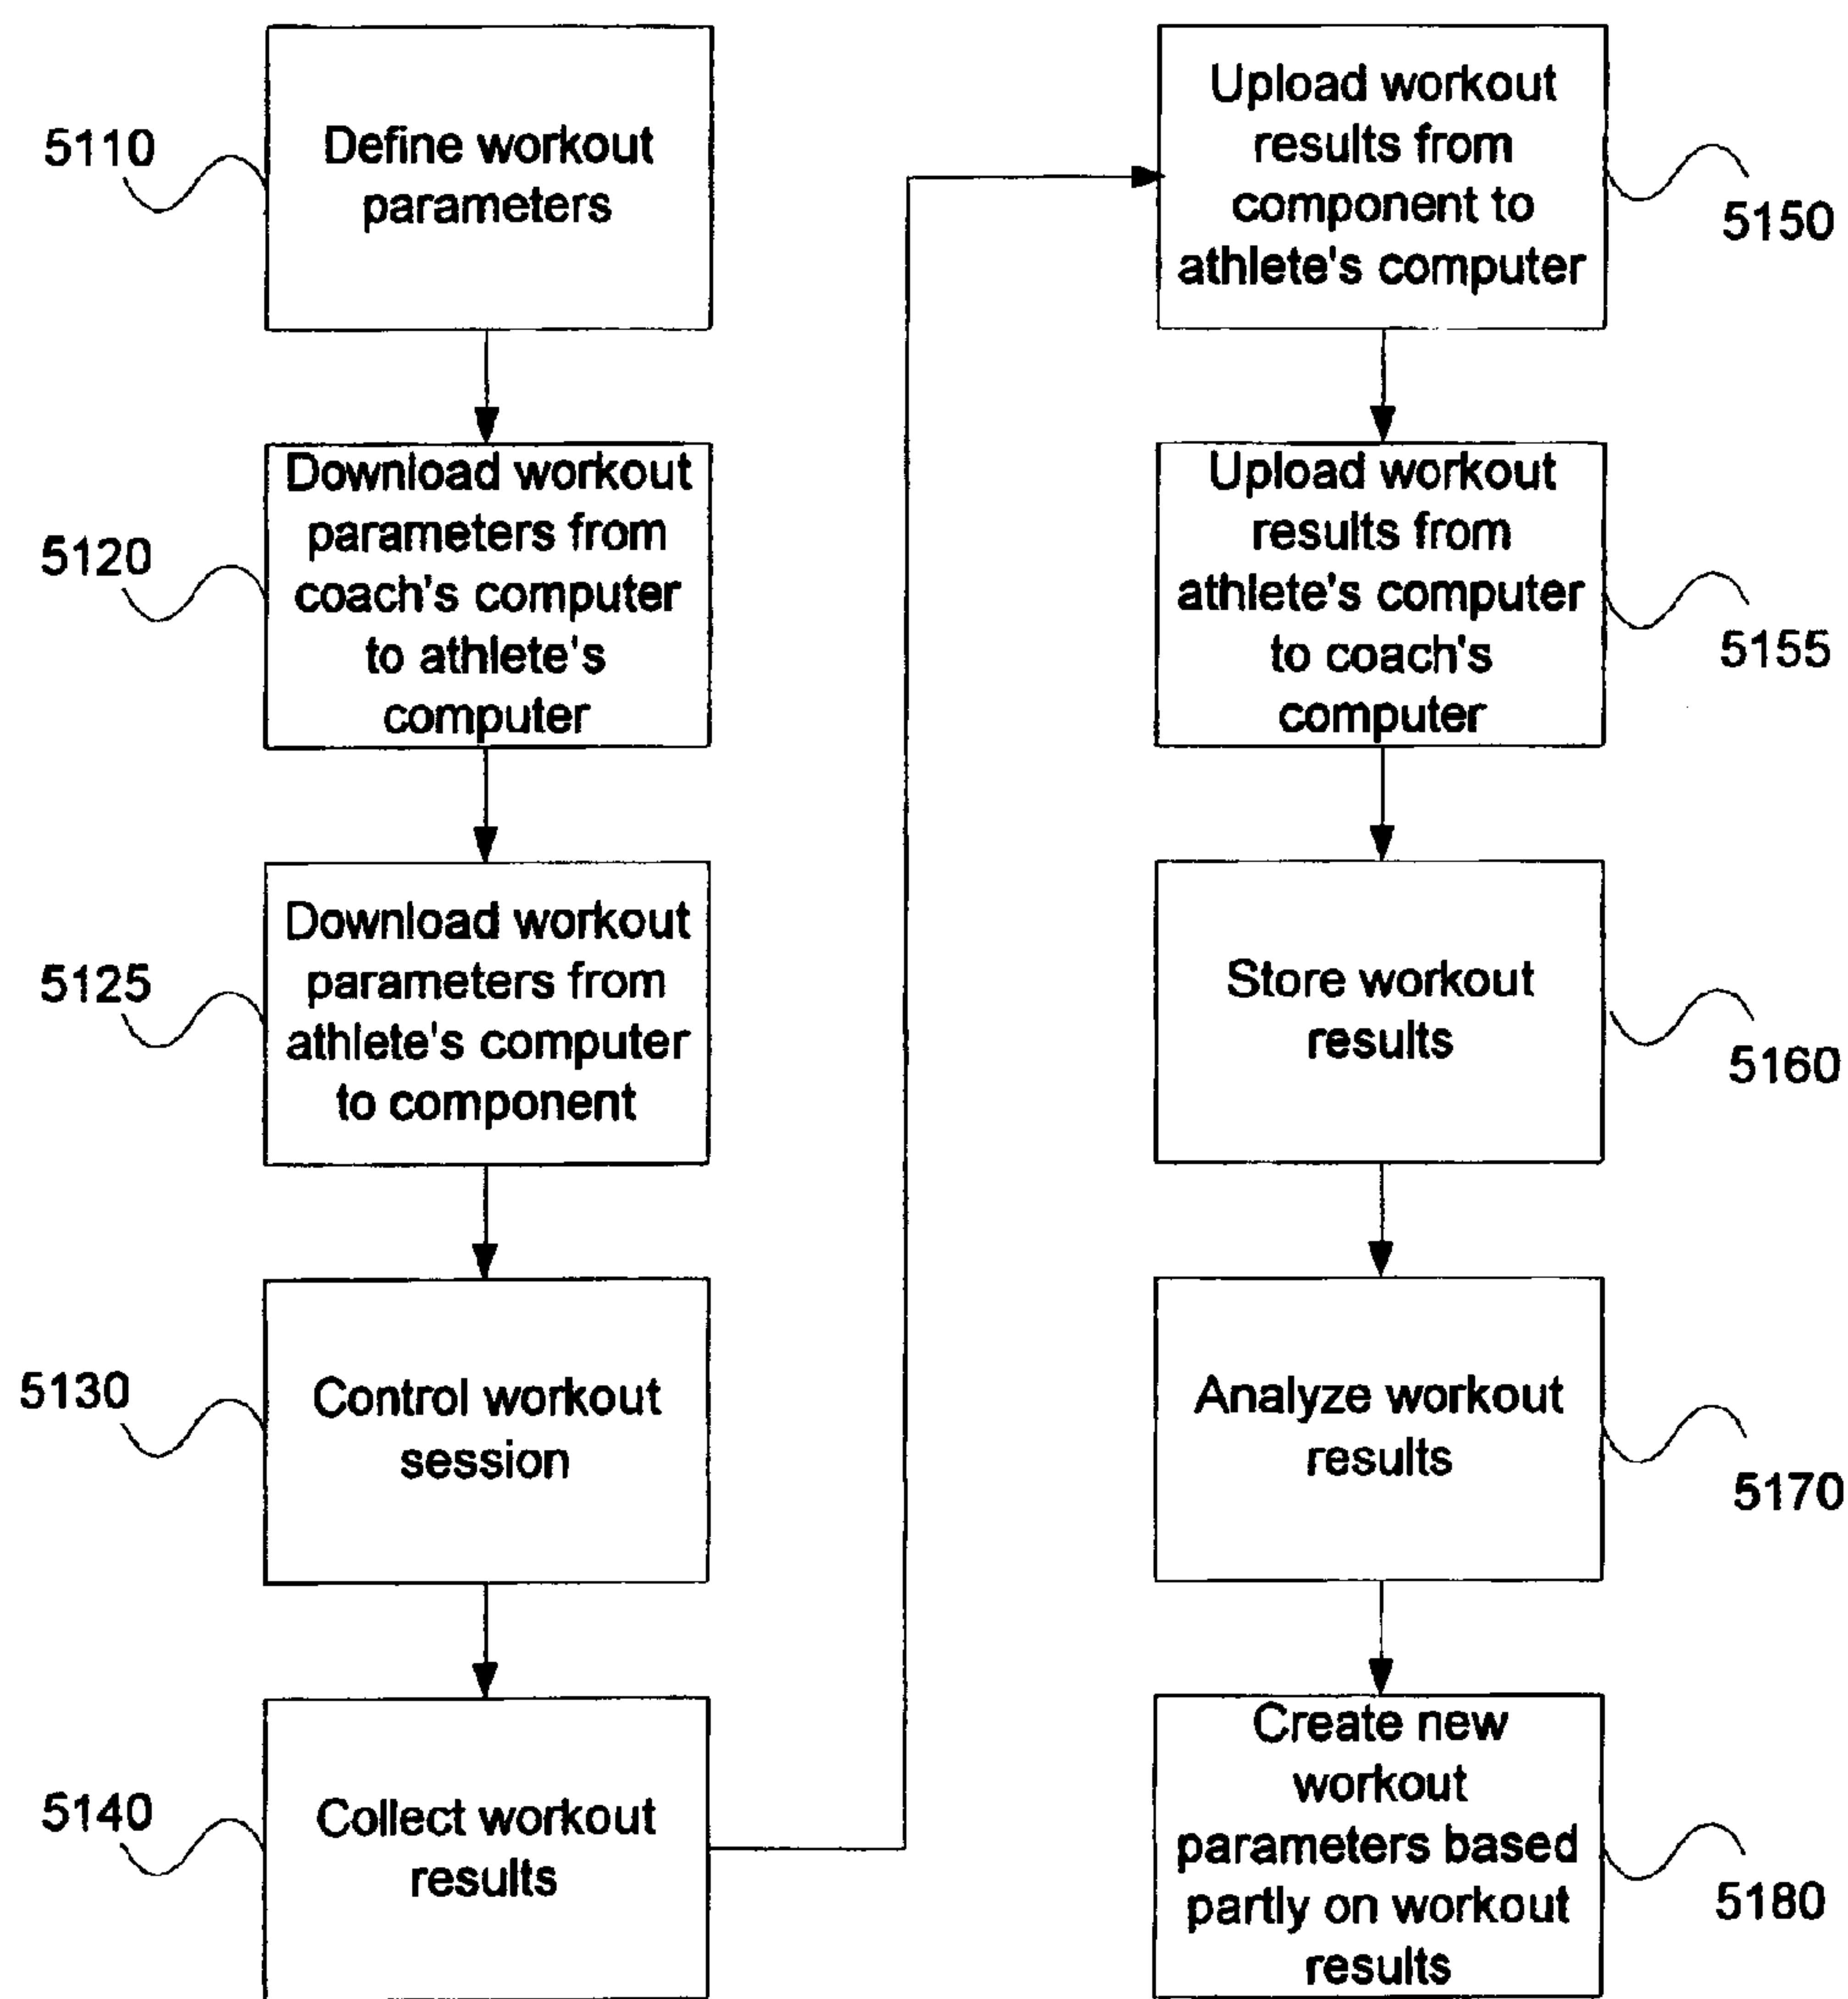 5110
Define workout
parameters
5120
Download workout
parameters from
coach's computer
to athlete's
computer
5125
Download workout
parameters from
athlete's computer
to component
5130
Control workout
session
5140
Collect workout
results
Upload workout
results from
component to
athlete's computer
5150
Upload workout
results from
athlete's computer
to coach's
computer
5155
Store workout
results
5160
Analyze workout
results
5170
Create new
workout
parameters based
partly on workout
results
5180